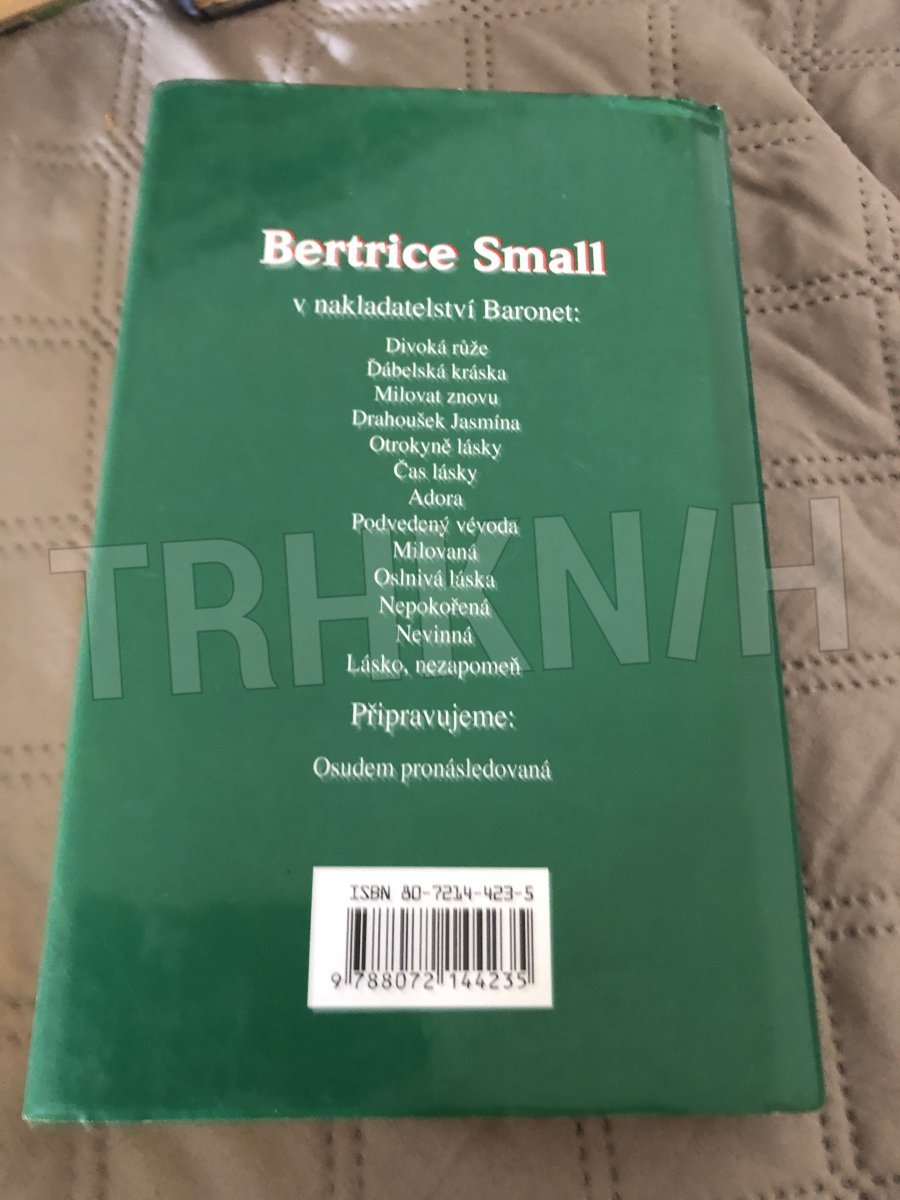 Bertrice Small
v nakladatelství Baronet:
Divoká růže
Ďábelská kráska
Milovat znovu
Drahoušek Jasmína
Otrokyně lásky
Čas lásky
Adora
Podvedený vévoda
Milovaná
Oslnivá láska
Nepokořená
Nevinná
Lásko, nezapomeň
TRHKNIH
Připravujeme:
Osudem pronásledovaná
ISBN 80-7214-423-5
9 788072 144235